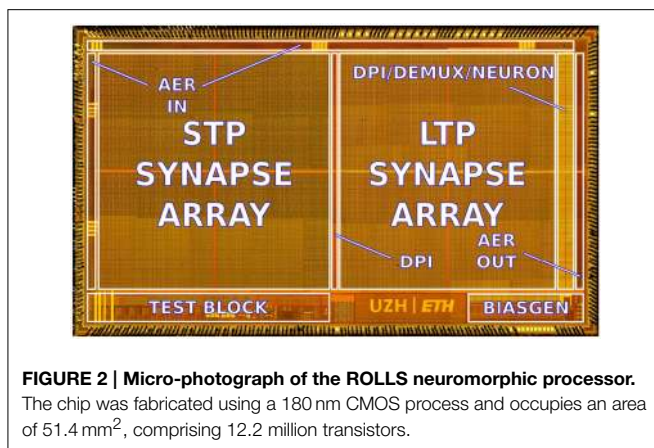 AER
IN
DPI/DEMUX/NEURON
STP
SYNAPSE
ARRAY
LTP
SYNAPSE
ARRAY
DPI
AER
OUT
TEST BLOCK
UZH | ETH
BIASGEN
FIGURE 2 | Micro-photograph of the ROLLS neuromorphic processor.
The chip was fabricated using a 180 nm CMOS process and occupies an area
of 51.4 mm², comprising 12.2 million transistors.